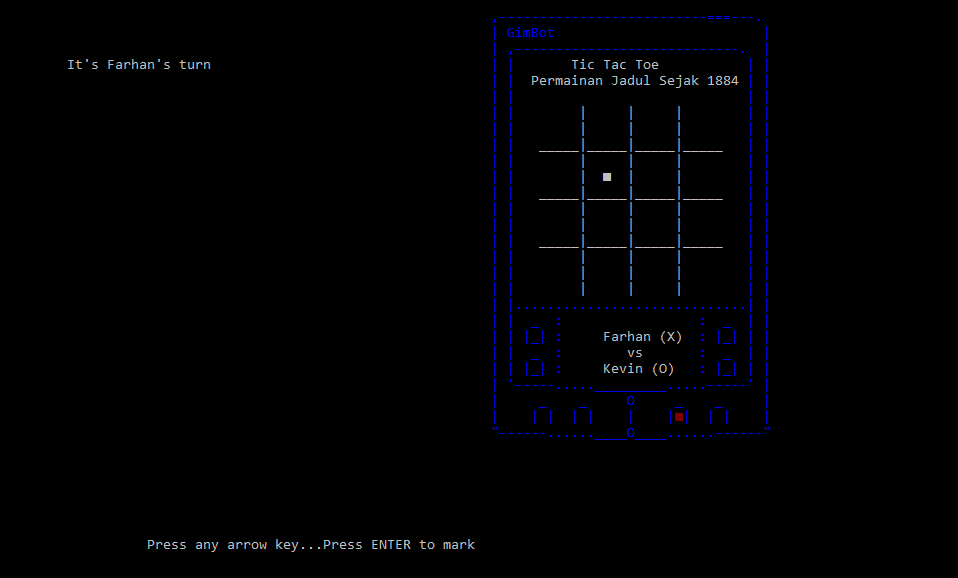 GimBot
It's Farhan's turn
Tic Tac Toe
Permainan Jadul Sejak 1884
Farhan (X)
vs
Kevin (O)
Press any arrow key...Press ENTER to mark